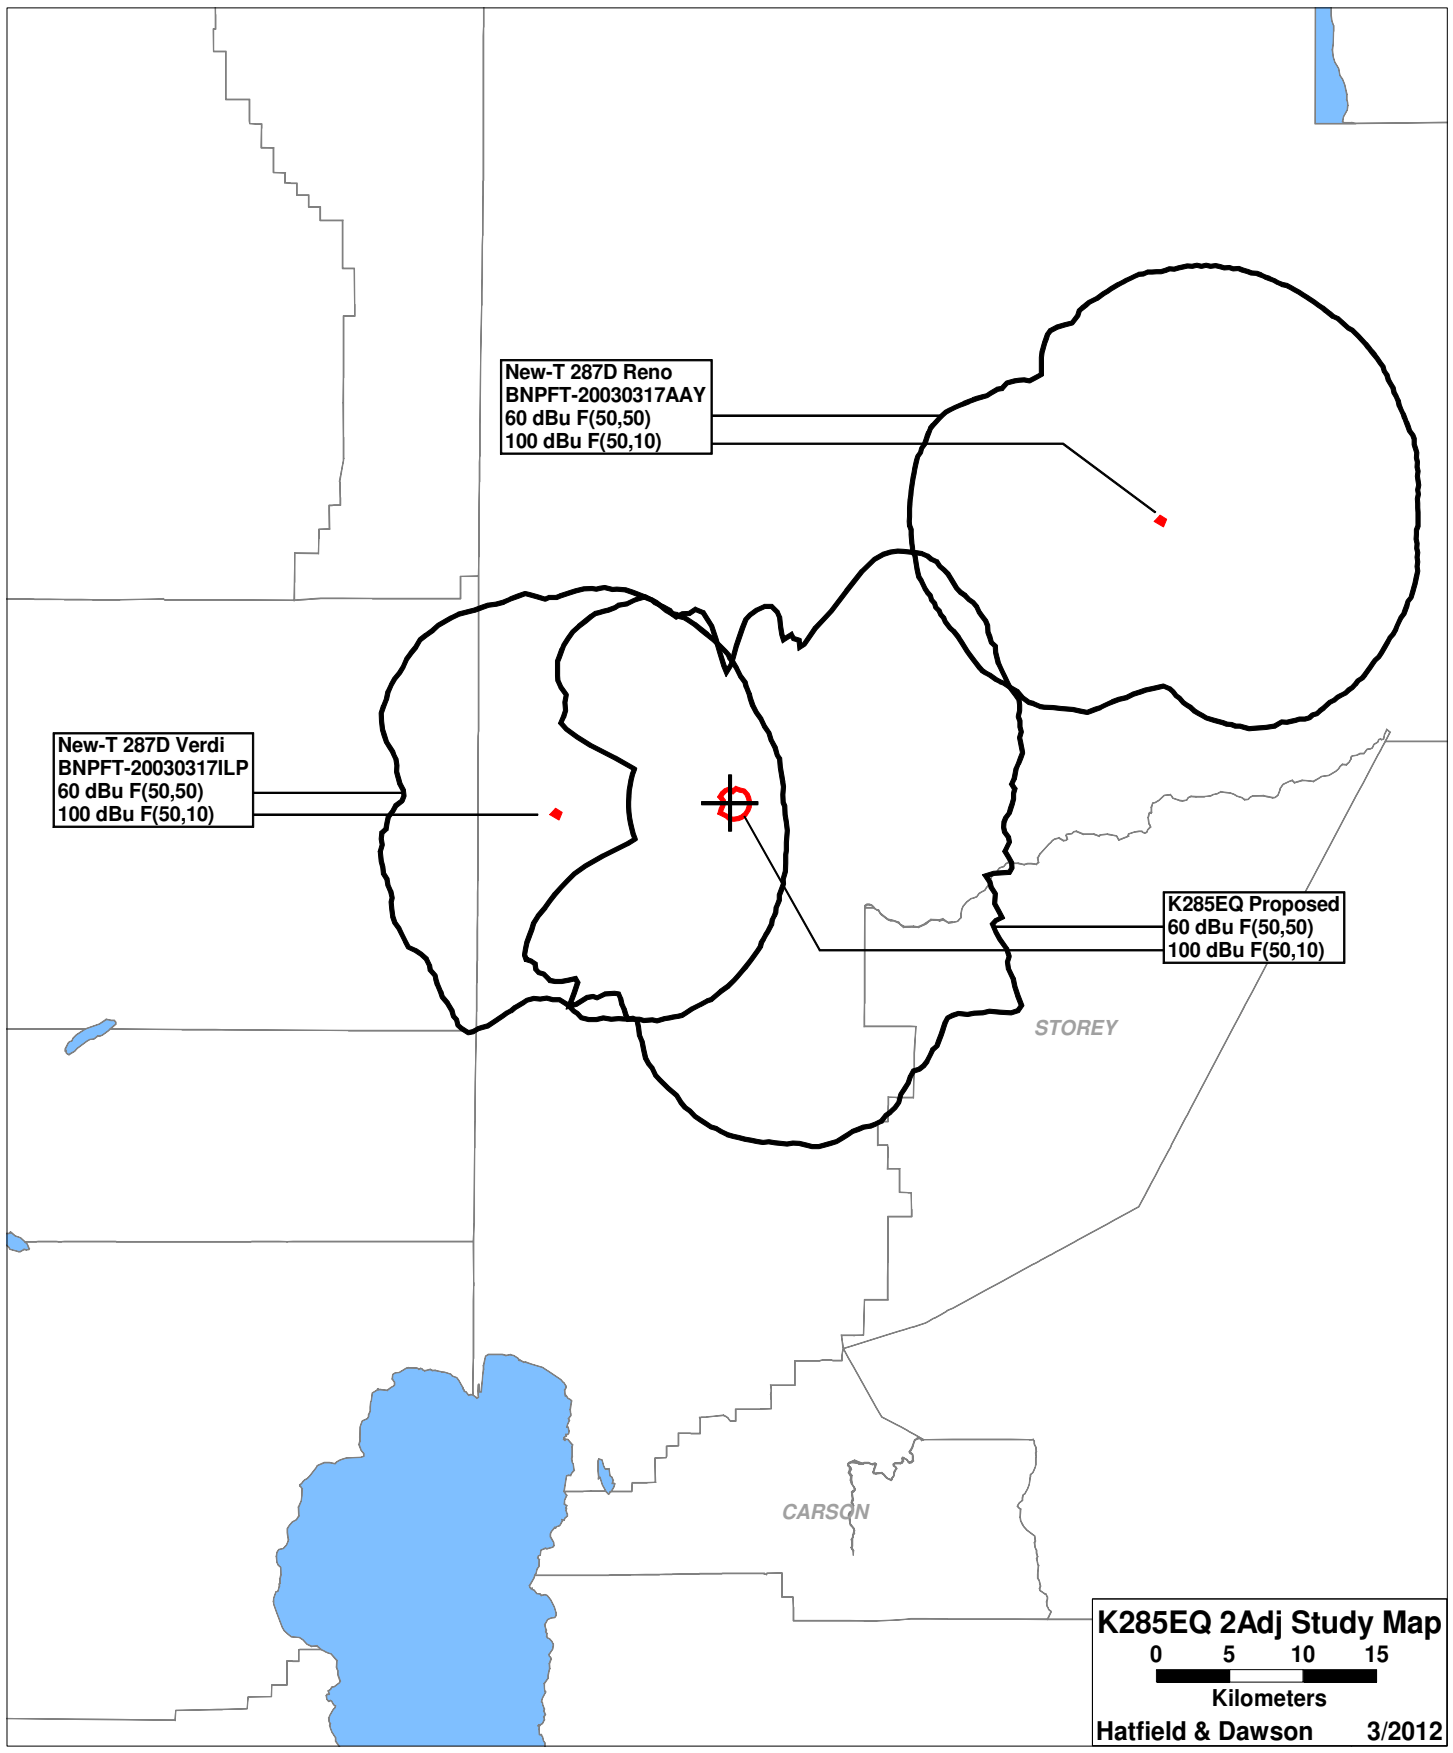 New-T 287D Reno
BNPFT-20030317AAY
60 dBu F(50,50)
100 dBu F(50,10)
New-T 287D Verdi
BNPFT-20030317ILP
60 dBu F(50,50)
100 dBu F(50,10)
K285EQ Proposed
60 dBu F(50,50)
100 dBu F(50,10)
STOREY
CARSON
K285EQ 2Adj Study Map
0 5 10 15
Kilometers
Hatfield & Dawson 3/2012